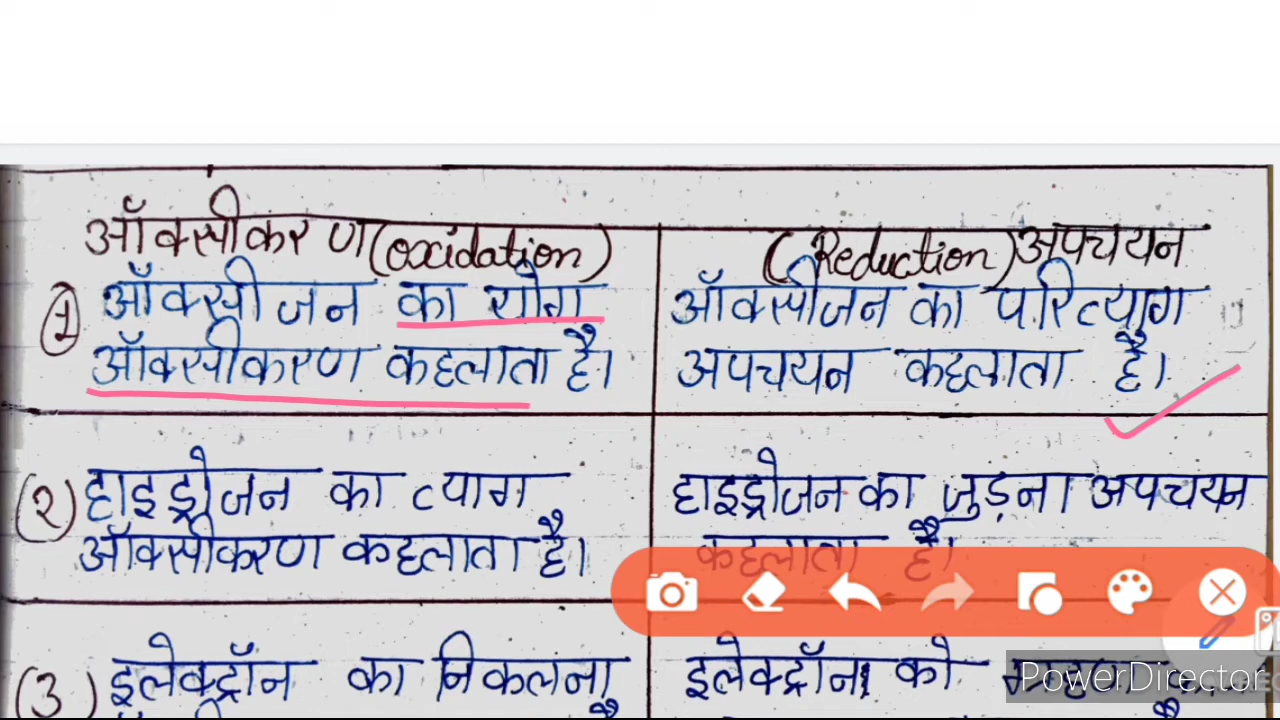 ऑक्सीकरण (oxidation)
(Reduction) अपचयन
(1) ऑक्सीजन का योग
ऑक्सीकरण कहलाता है।
ऑक्सीजन का परित्याग
अपचयन कहलाता है।
(2) हाइड्रोजन का त्याग
ऑक्सीकरण कहलाता है।
हाइड्रोजन का जुड़ना अपचयन
कहलाता है।
(3) इलेक्ट्रॉन का निकलना
इलेक्ट्रॉन को
PowerDirector